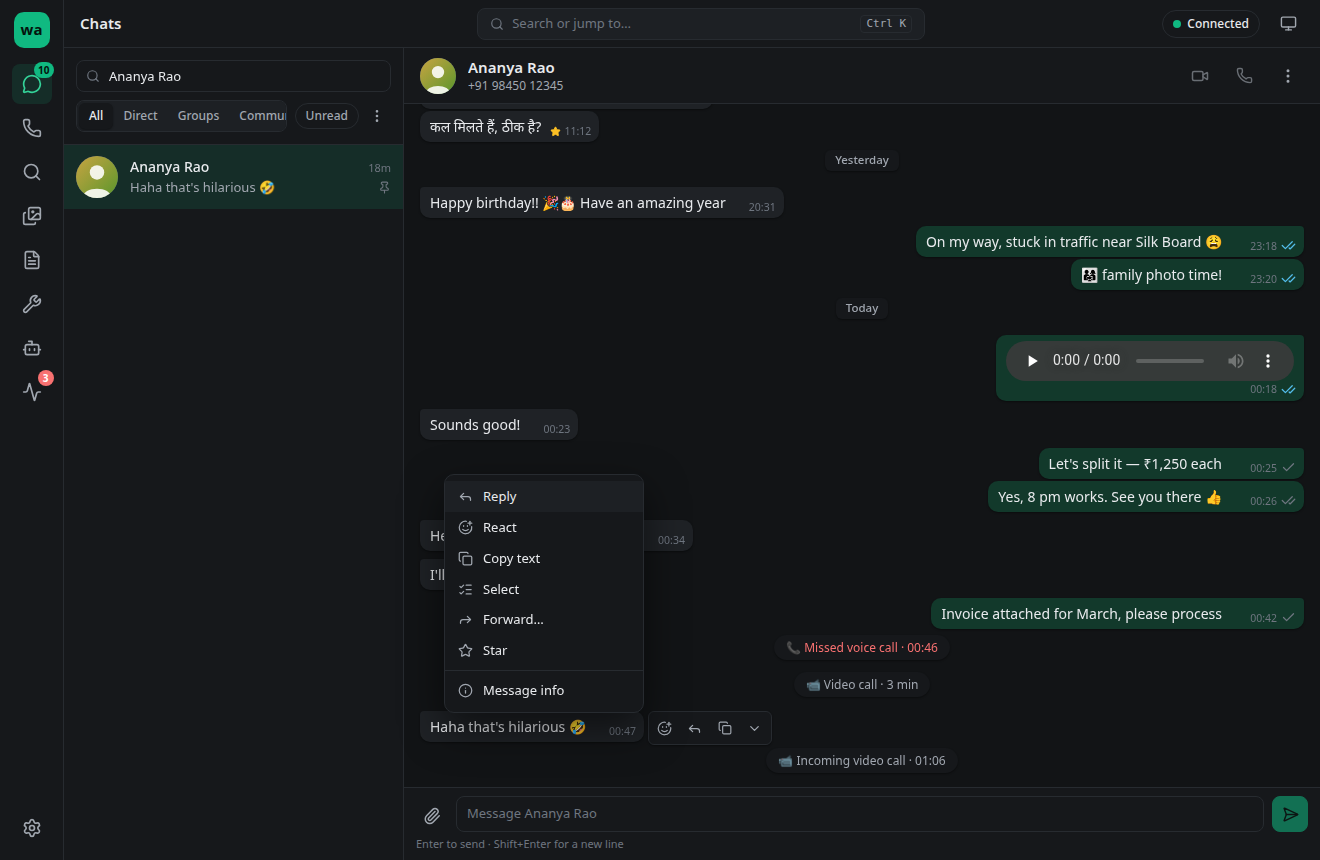 wa
Chats
Search or jump to...
Ctrl K
Connected
10
3
Ananya Rao
All
Direct
Groups
Commu
Unread
Ananya Rao
18m
Haha that's hilarious 🤣
Ananya Rao
+91 98450 12345
कल मिलते हैं, ठीक है? ⭐ 11:12
Yesterday
Happy birthday!! 🎉🎂 Have an amazing year 20:31
On my way, stuck in traffic near Silk Board 😩 23:18
👨‍👩‍👧‍👦 family photo time! 23:20
Today
0:00 / 0:00
00:18
Sounds good! 00:23
Let's split it — ₹1,250 each 00:25
Yes, 8 pm works. See you there 👍 00:26
He
00:34
I'll
Reply
React
Copy text
Select
Forward...
Star
Message info
Invoice attached for March, please process 00:42
📞 Missed voice call · 00:46
📹 Video call · 3 min
Haha that's hilarious 🤣 00:47
📹 Incoming video call · 01:06
Message Ananya Rao
Enter to send · Shift+Enter for a new line